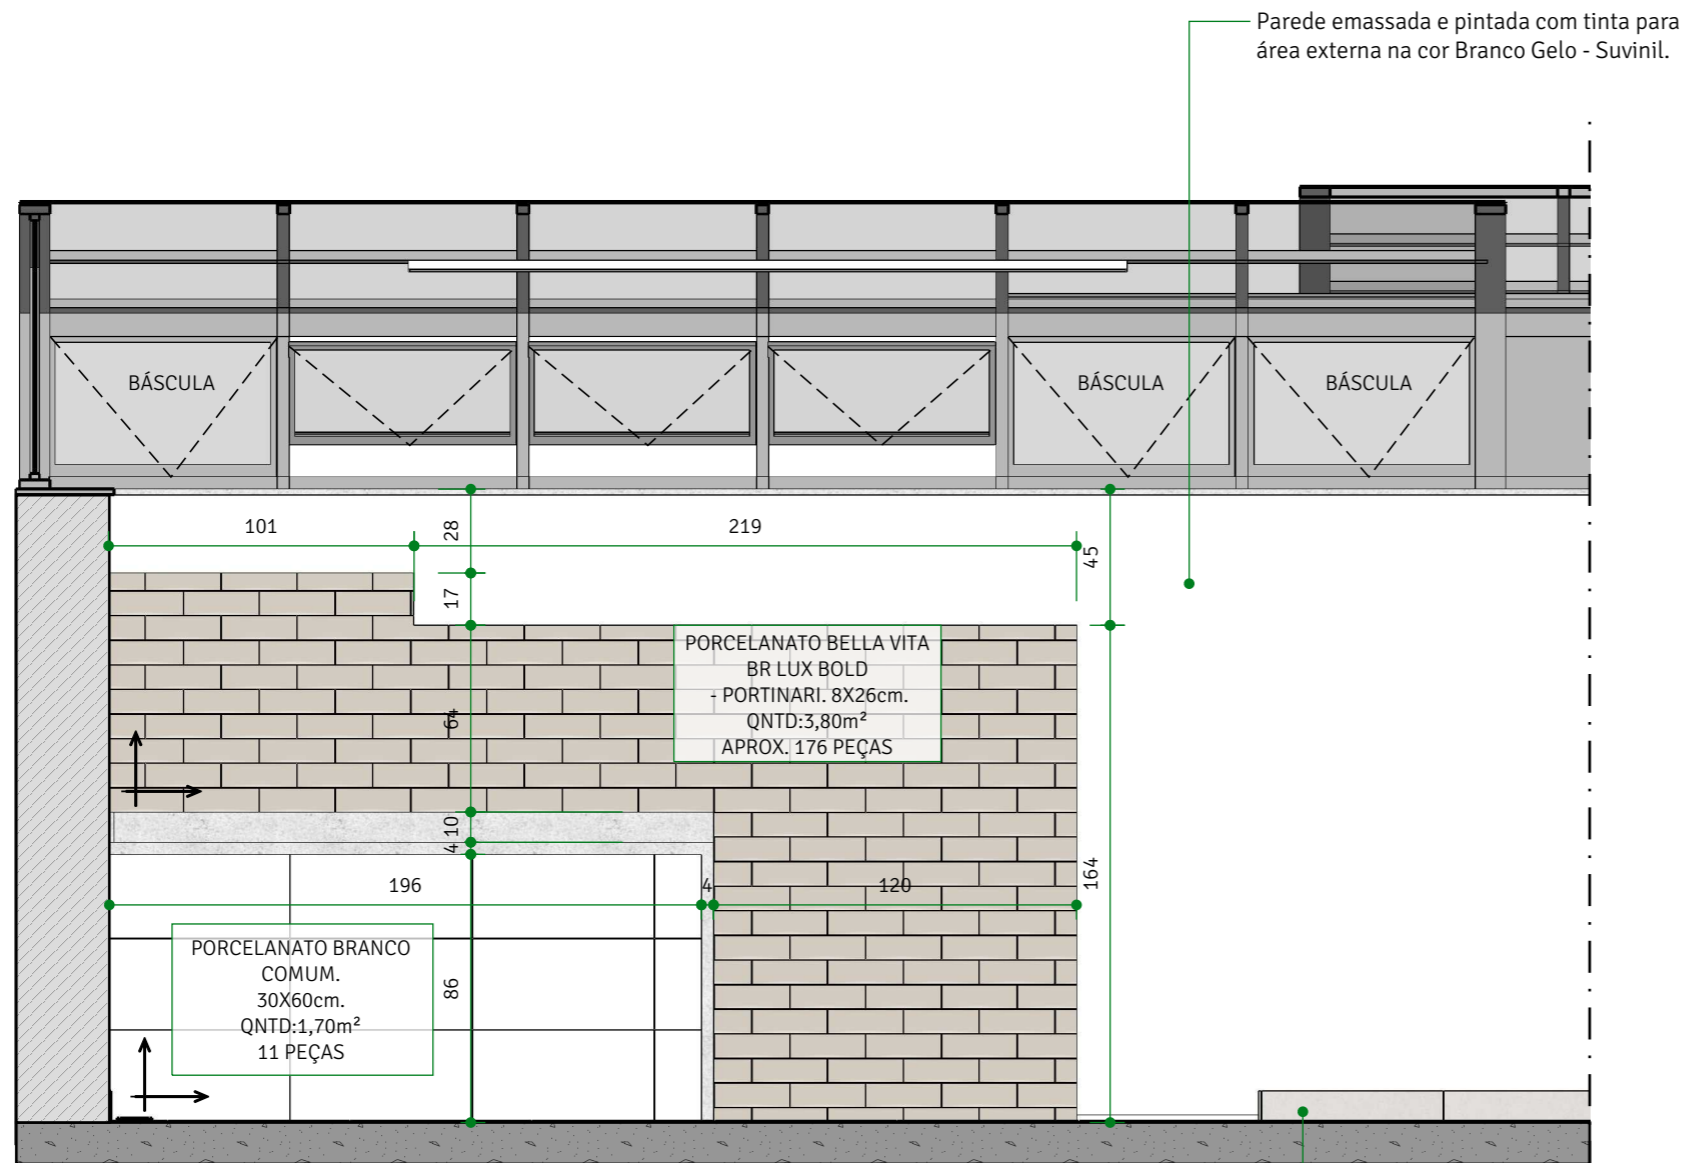 Parede emassada e pintada com tinta para
área externa na cor Branco Gelo - Suvinil.
BÁSCULA
BÁSCULA
BÁSCULA
101
28
219
45
17
PORCELANATO BELLA VITA
BR LUX BOLD
- PORTINARI. 8X26cm.
QNTD:3,80m²
APROX. 176 PEÇAS
64
10
4
164
196
4
120
PORCELANATO BRANCO
COMUM.
30X60cm.
QNTD:1,70m²
11 PEÇAS
86